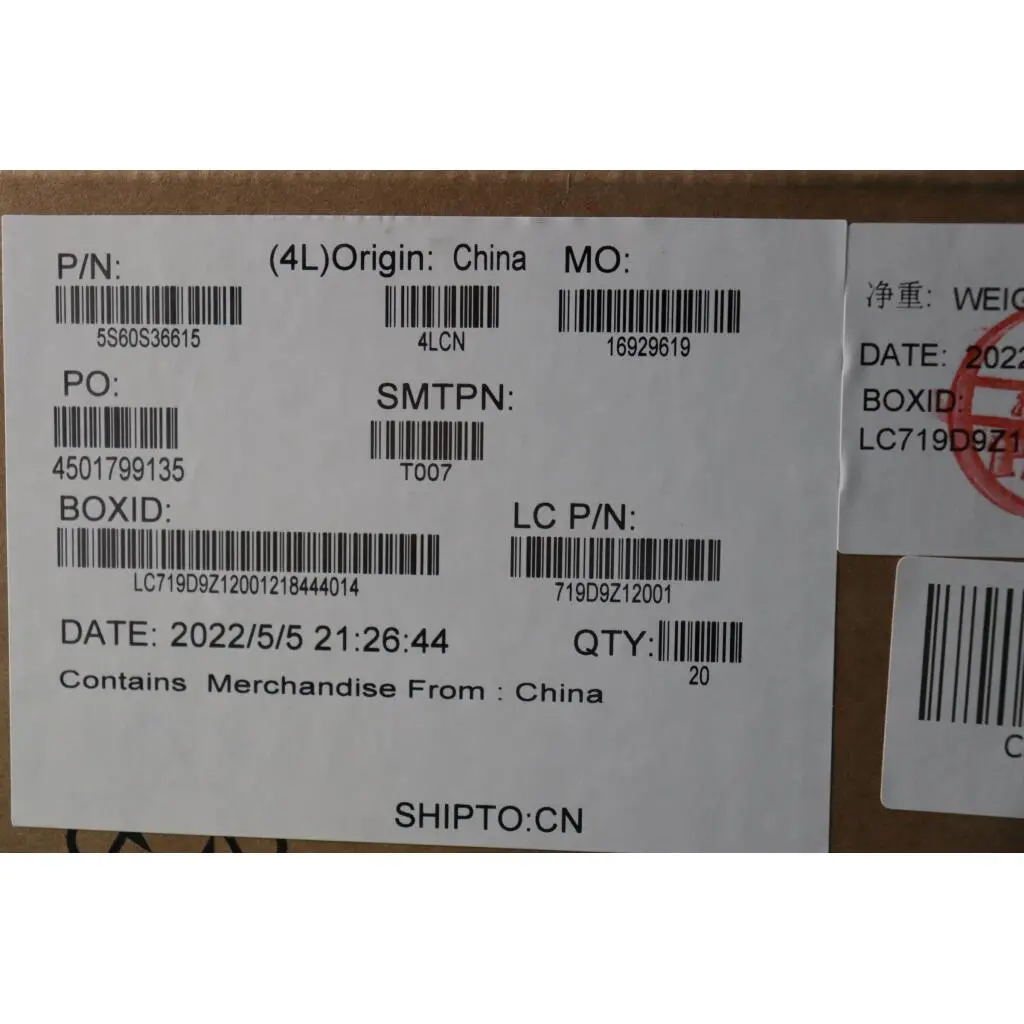 P/N:
(4L)Origin: China
MO:
5S60S36615
4LCN
16929619
PO:
SMTPN:
4501799135
T007
BOXID:
LC P/N:
LC719D9Z12001218444014
719D9Z12001
DATE: 2022/5/5 21:26:44
QTY:
20
Contains Merchandise From : China
SHIPTO:CN
净重: WEIG
DATE: 2022
BOXID:
LC719D9Z1
C